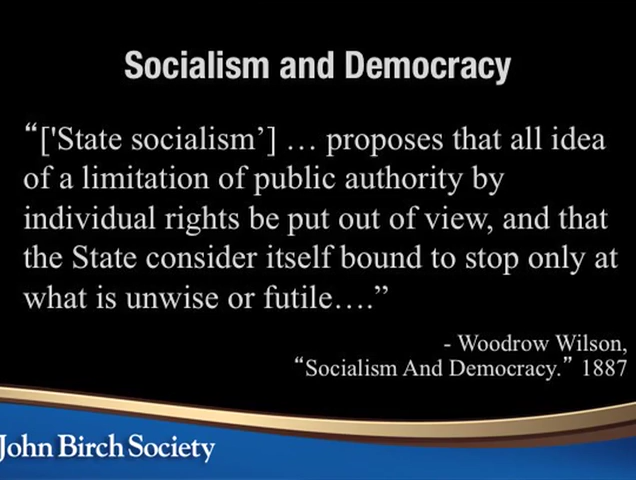 Socialism and Democracy
“['State socialism’] … proposes that all idea
of a limitation of public authority by
individual rights be put out of view, and that
the State consider itself bound to stop only at
what is unwise or futile….”
- Woodrow Wilson,
“Socialism And Democracy.” 1887
John Birch Society